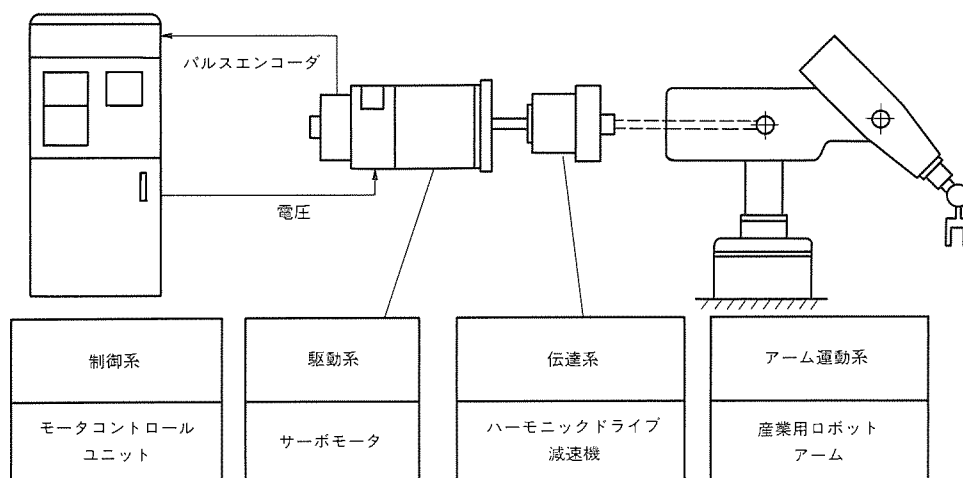 パルスエンコーダ
電圧
制御系
モータコントロール
ユニット
駆動系
サーボモータ
伝達系
ハーモニックドライブ
減速機
アーム運動系
産業用ロボット
アーム